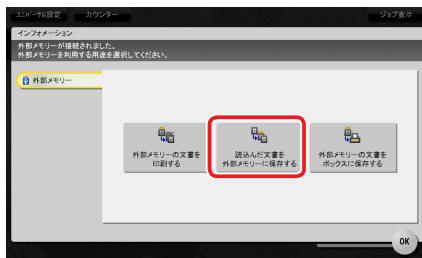 ユニバーサル設定 カウンター ジョブ表示
インフォメーション
外部メモリーが接続されました。
外部メモリーを利用する用途を選択してください。
外部メモリー
外部メモリーの文書を
印刷する
読込んだ文書を
外部メモリーに保存する
外部メモリーの文書を
ボックスに保存する
OK